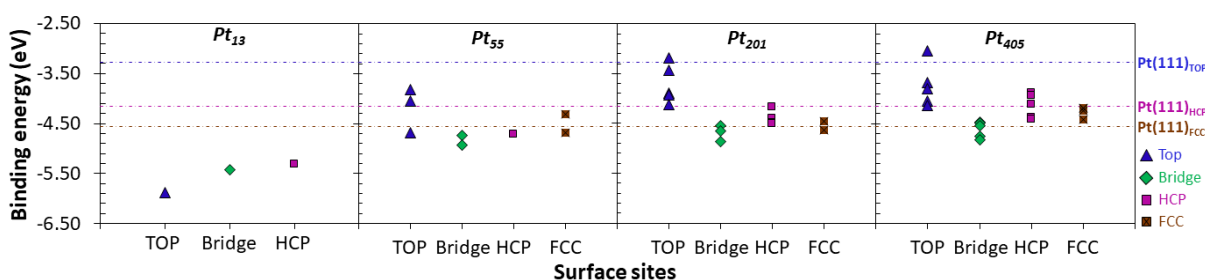 Binding energy (eV)
-2.50
-3.50
-4.50
-5.50
-6.50
Pt13
Pt55
Pt201
Pt405
Pt(111)TOP
Pt(111)HCP
Pt(111)FCC
Top
Bridge
HCP
FCC
TOP Bridge HCP
TOP Bridge HCP FCC
TOP Bridge HCP FCC
TOP Bridge HCP FCC
Surface sites